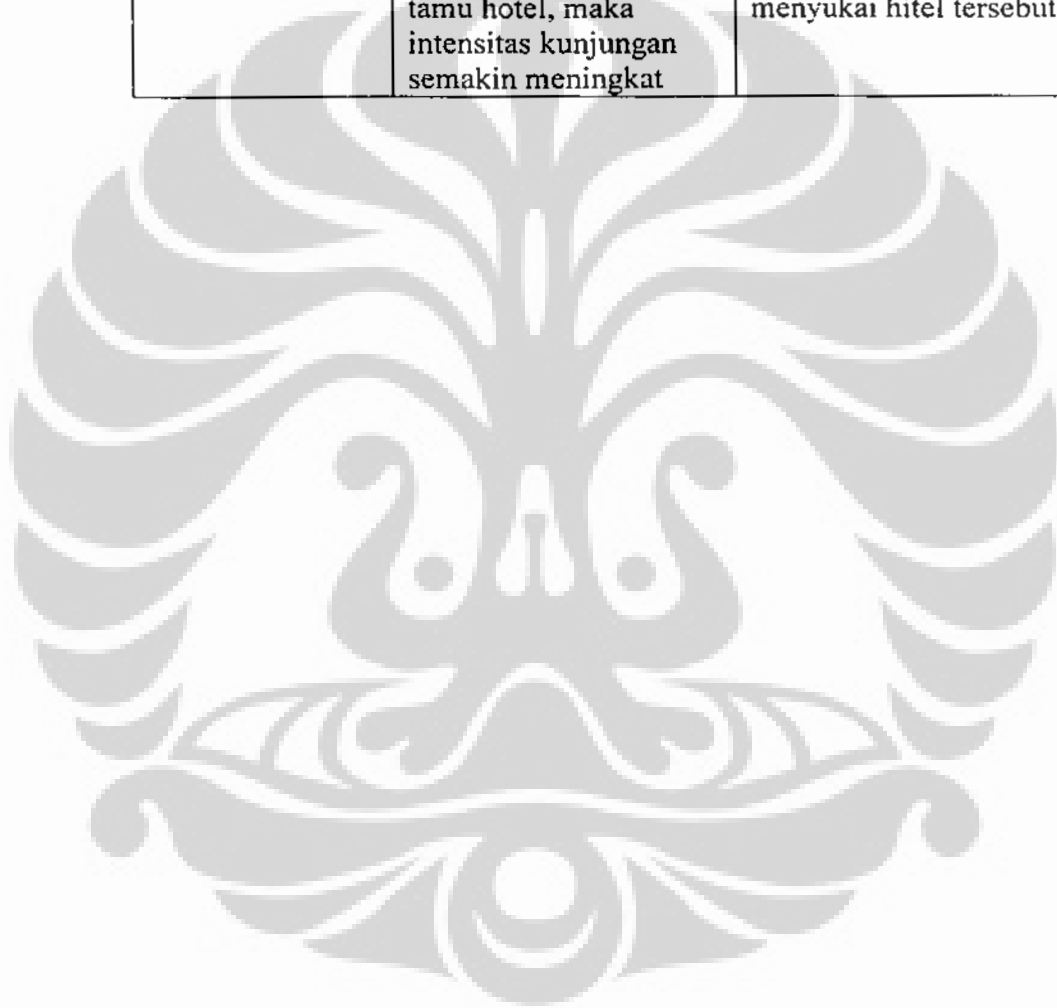 tamu hotel, maka
intensitas kunjungan
semakin meningkat
menyukai hitel tersebut